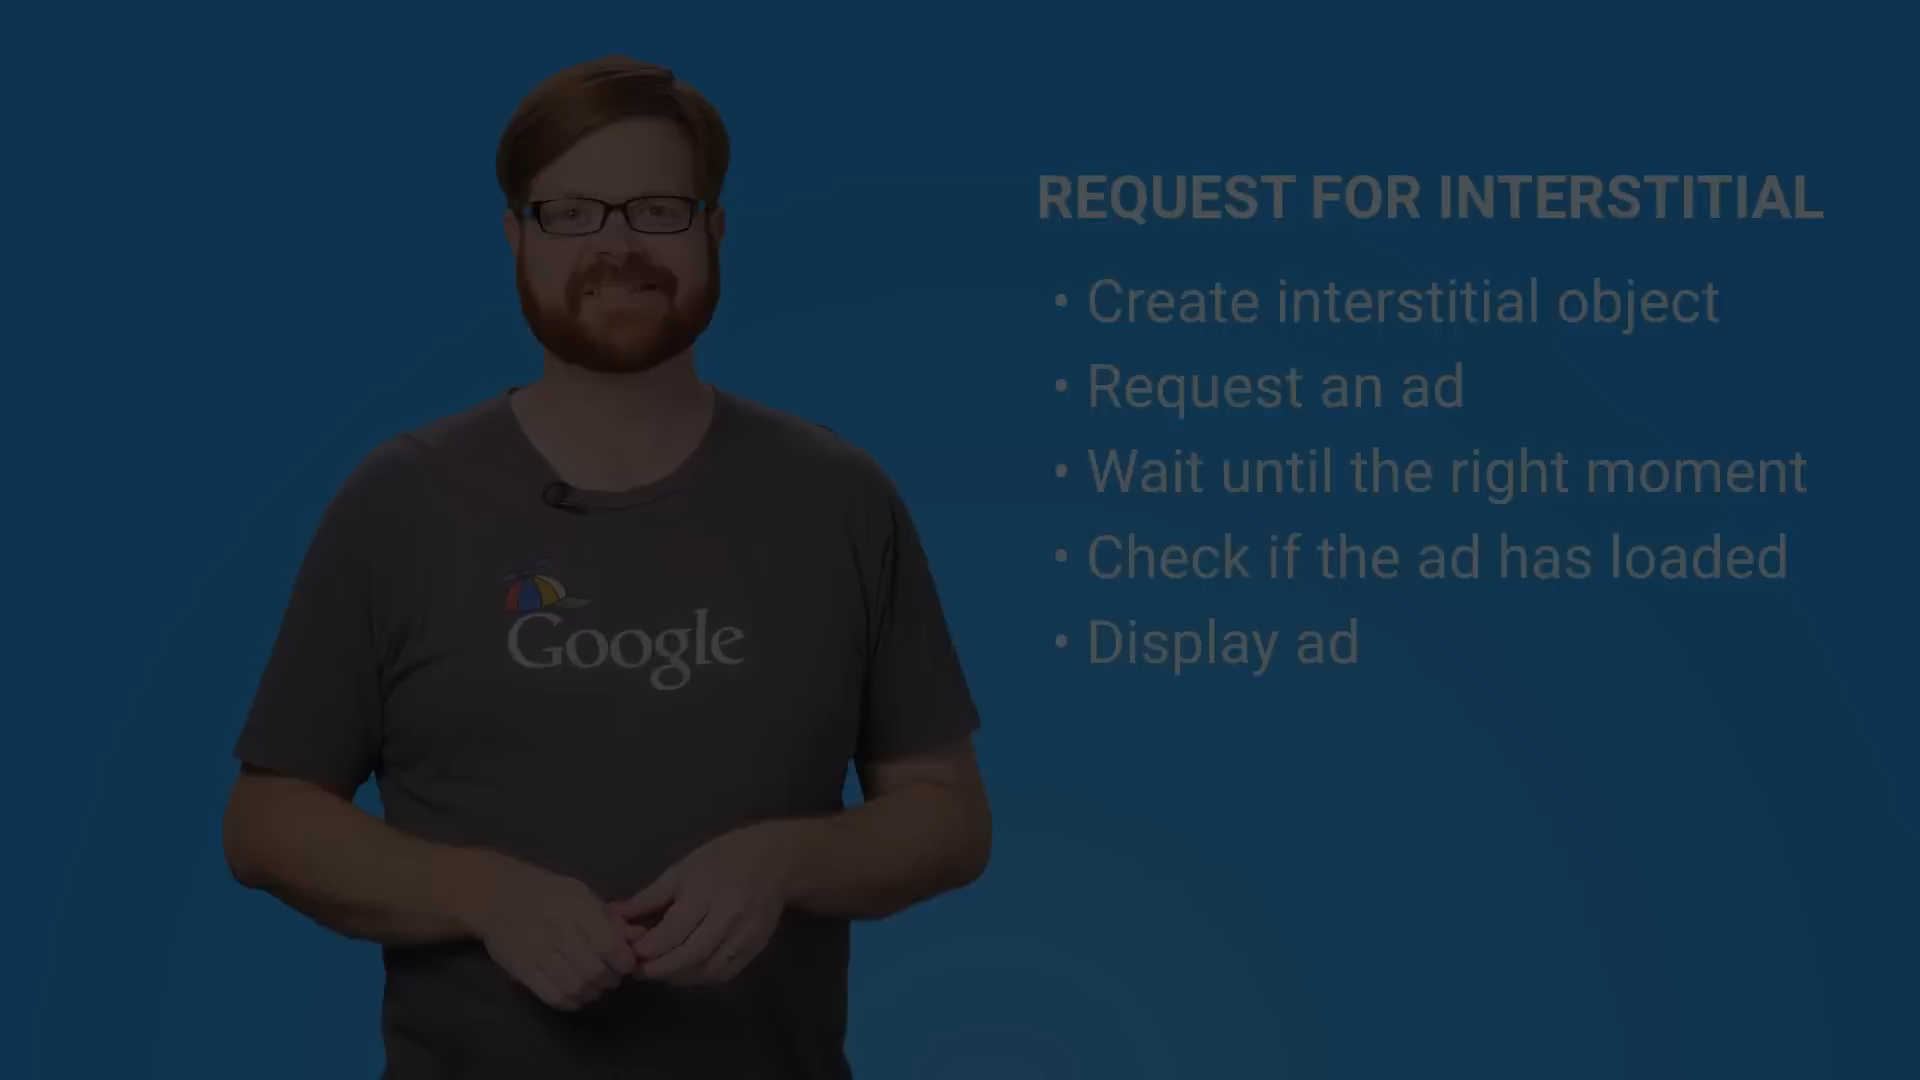 REQUEST FOR INTERSTITIAL
• Create interstitial object
• Request an ad
• Wait until the right moment
• Check if the ad has loaded
• Display ad
Google